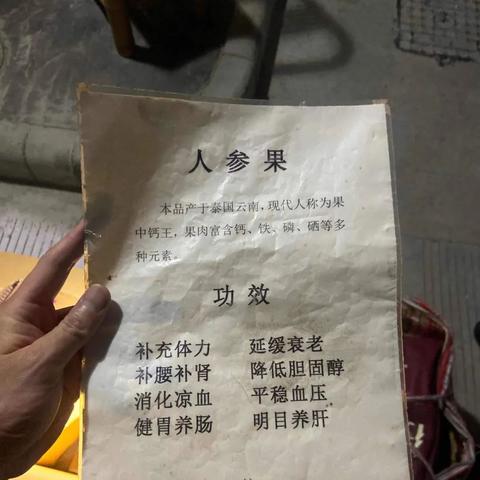 人参果
本品产于泰国云南，现代人称为果
中钙王，果肉富含钙、铁、磷、硒等多
种元素。
功效
补充体力 延缓衰老
补腰补肾 降低胆固醇
消化凉血 平稳血压
健胃养肠 明目养肝